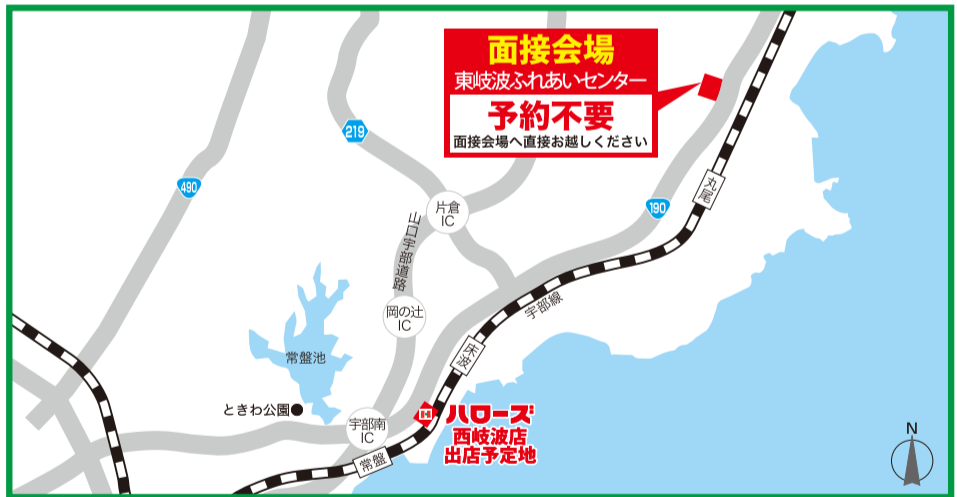 面接会場
東岐波ふれあいセンター
予約不要
面接会場へ直接お越しください
219
490
190
丸尾
片倉
IC
山口宇部道路
岡の辻
IC
宇部線
床波
常盤池
ときわ公園
宇部南
IC
常盤
H ハローズ
西岐波店
出店予定地
N